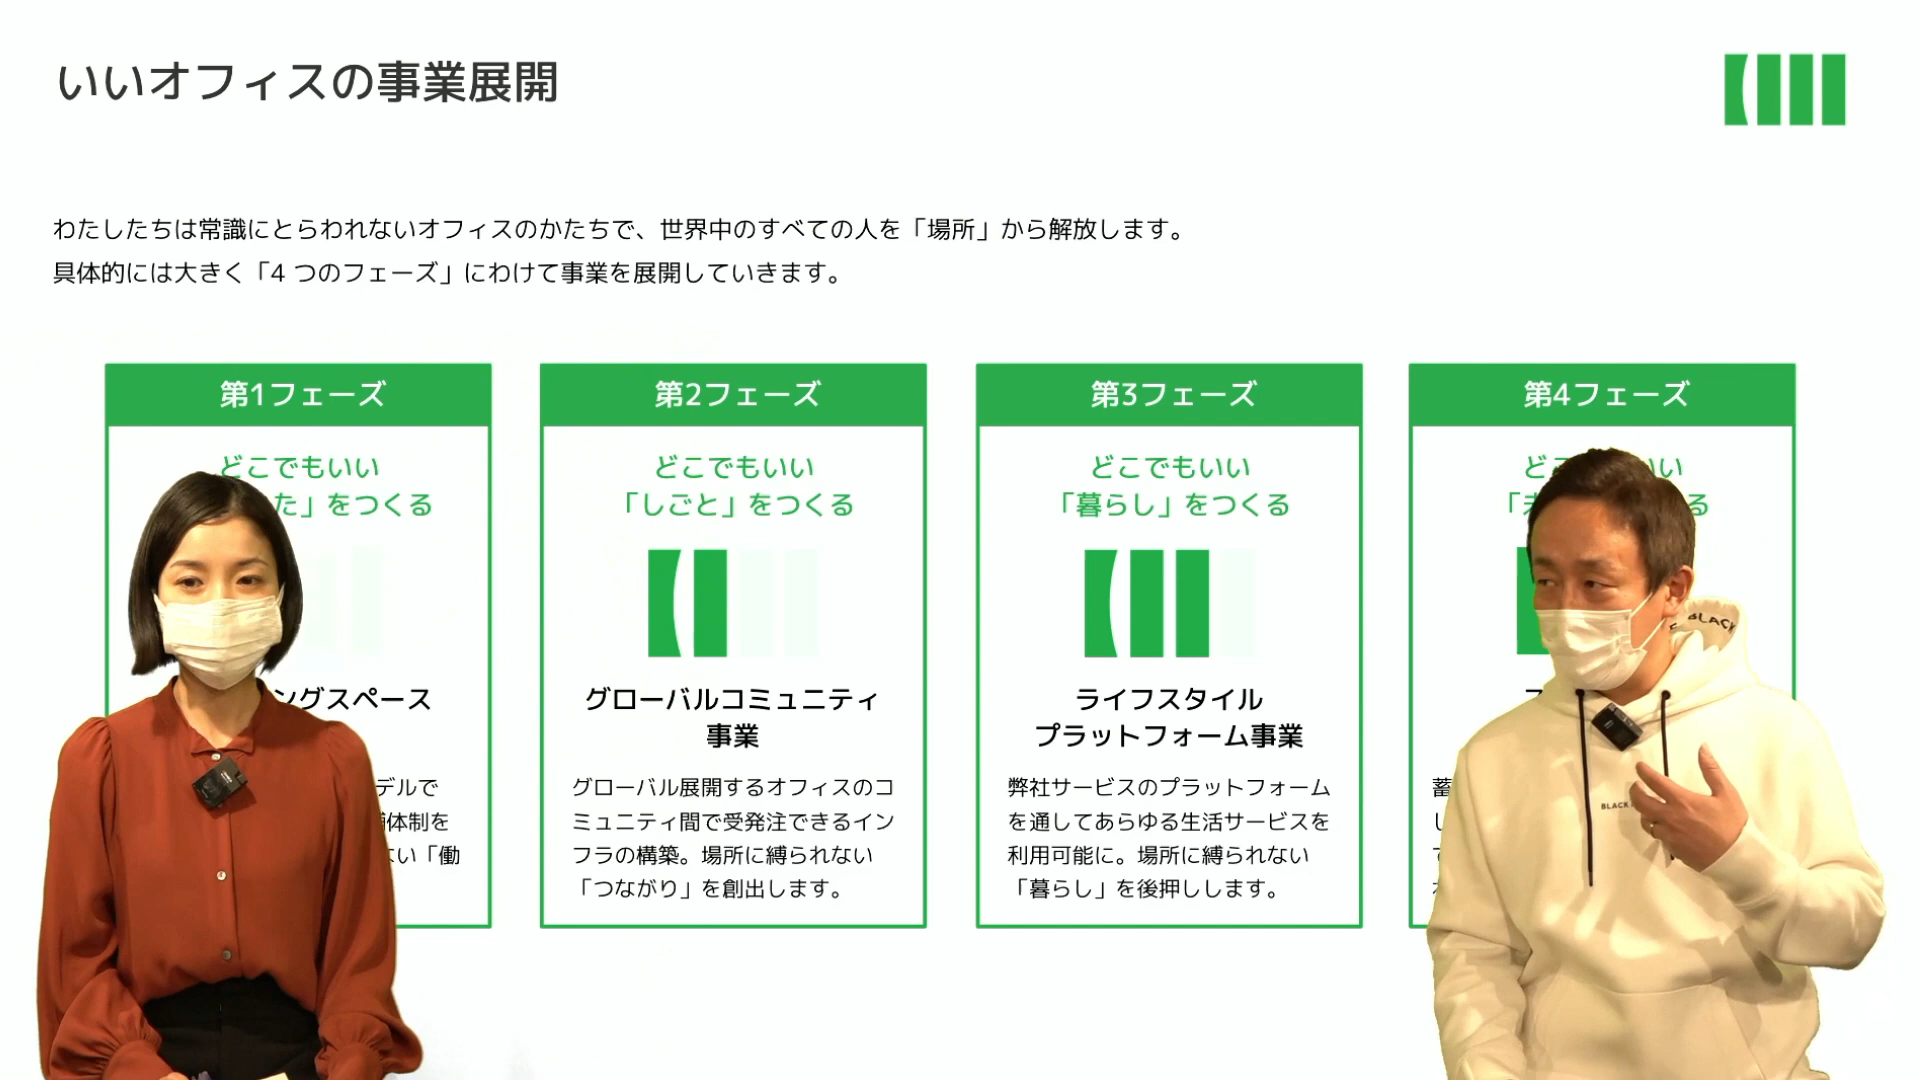 いいオフィスの事業展開
わたしたちは常識にとらわれないオフィスのかたちで、世界中のすべての人を「場所」から解放します。
具体的には大きく「4 つのフェーズ」にわけて事業を展開していきます。
第1フェーズ
どこでもいい
た」をつくる
ングスペース
デルで
体制を
ない「働
第2フェーズ
どこでもいい
「しごと」をつくる
グローバルコミュニティ
事業
グローバル展開するオフィスのコ
ミュニティ間で受発注できるイン
フラの構築。場所に縛られない
「つながり」を創出します。
第3フェーズ
どこでもいい
「暮らし」をつくる
ライフスタイル
プラットフォーム事業
弊社サービスのプラットフォーム
を通してあらゆる生活サービスを
利用可能に。場所に縛られない
「暮らし」を後押しします。
第4フェーズ
ど いい
「 る
蓄
し
BLACK
BLACK